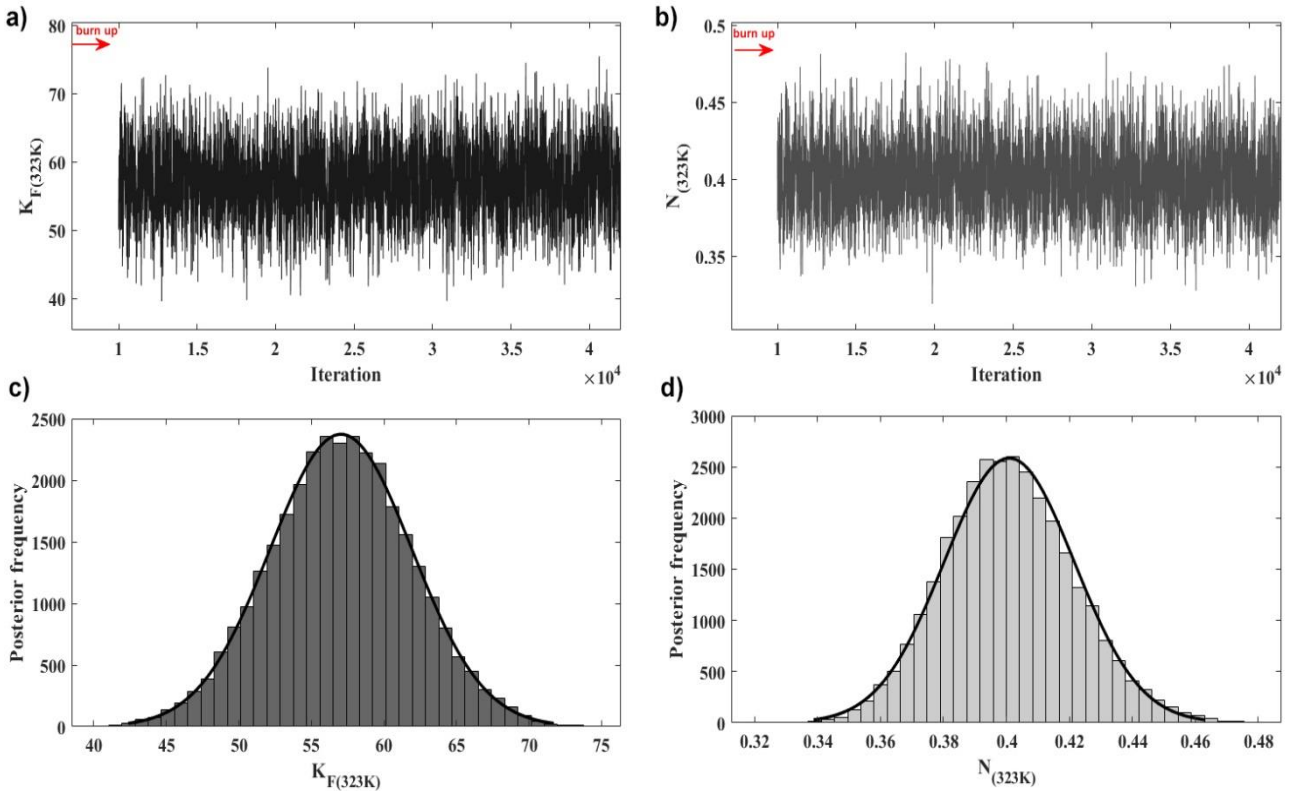 a)
burn up
80
70
60
50
40
K_F(323K)
1 1.5 2 2.5 3 3.5 4
Iteration
×10^4
b)
burn up
0.5
0.45
0.4
0.35
N_(323K)
1 1.5 2 2.5 3 3.5 4
Iteration
×10^4
c)
2500
2000
1500
1000
500
0
Posterior frequency
40 45 50 55 60 65 70 75
K_F(323K)
d)
3000
2500
2000
1500
1000
500
0
Posterior frequency
0.32 0.34 0.36 0.38 0.4 0.42 0.44 0.46 0.48
N_(323K)